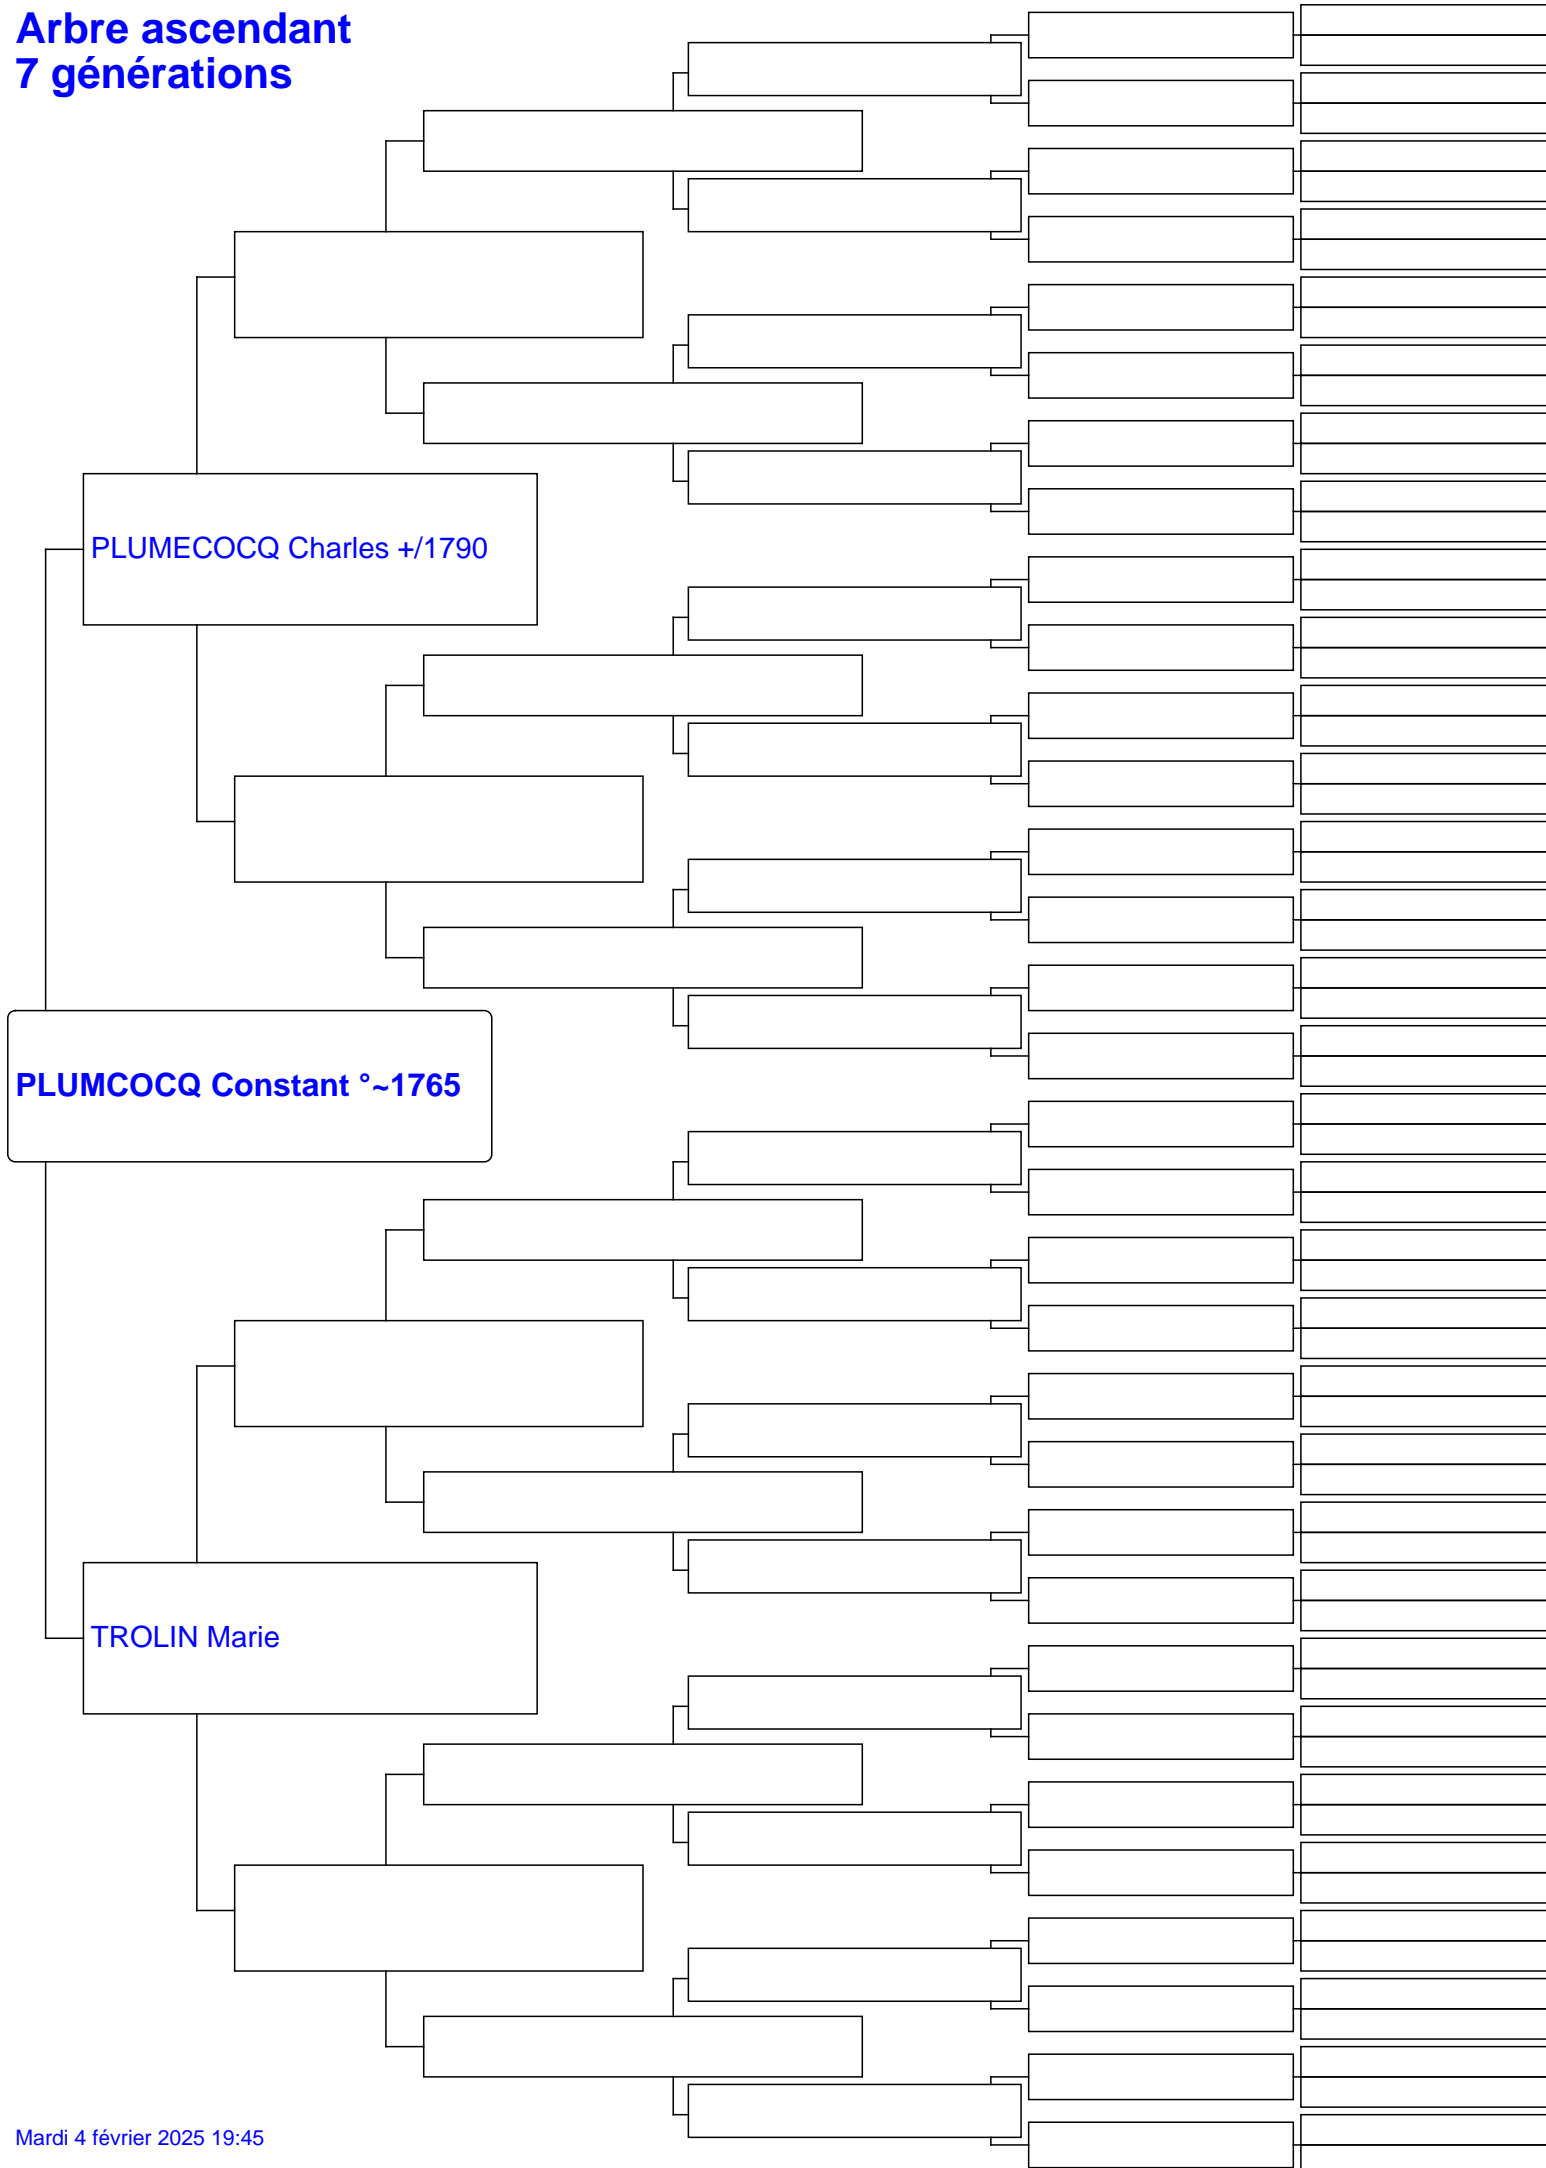 Arbre ascendant
7 générations
PLUMECOCQ Charles +/1790
PLUMCOCQ Constant °~1765
TROLIN Marie
Mardi 4 février 2025 19:45